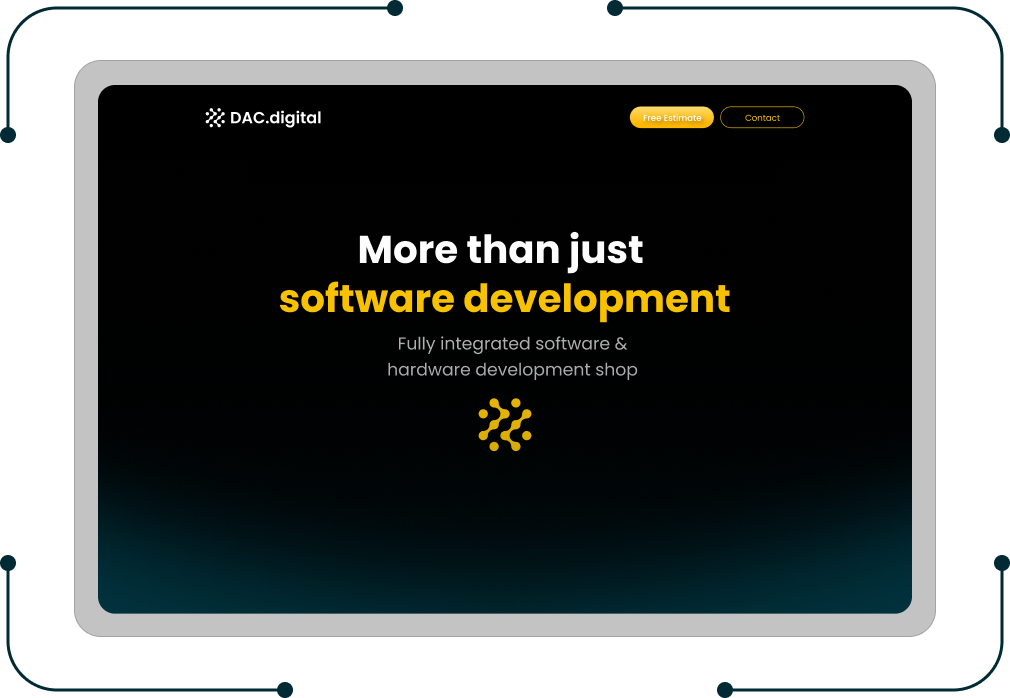 DAC.digital
Free Estimate
Contact
More than just
software development
Fully integrated software &
hardware development shop